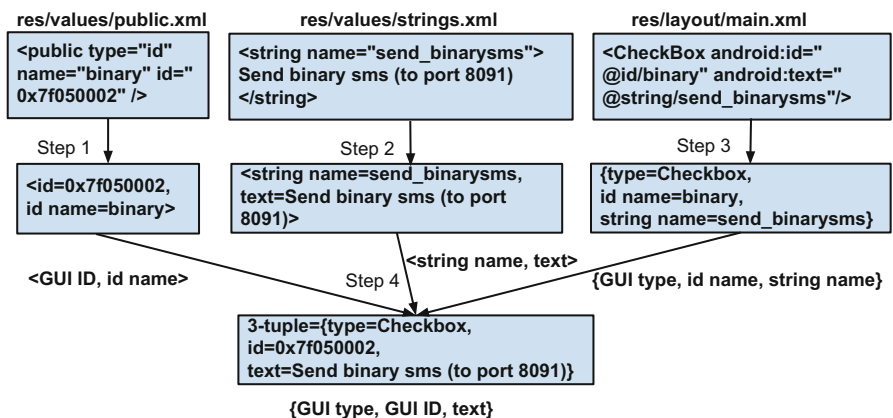 res/values/public.xml
res/values/strings.xml
res/layout/main.xml
<public type="id"
name="binary" id="
0x7f050002" />
<string name="send_binarysms">
Send binary sms (to port 8091)
</string>
<CheckBox android:id="
@id/binary" android:text="
@string/send_binarysms"/>
Step 1
Step 2
Step 3
<id=0x7f050002,
id name=binary>
<string name=send_binarysms,
text=Send binary sms (to port
8091)>
{type=Checkbox,
id name=binary,
string name=send_binarysms}
<GUI ID, id name>
Step 4
<string name, text>
{GUI type, id name, string name}
3-tuple={type=Checkbox,
id=0x7f050002,
text=Send binary sms (to port 8091)}
{GUI type, GUI ID, text}